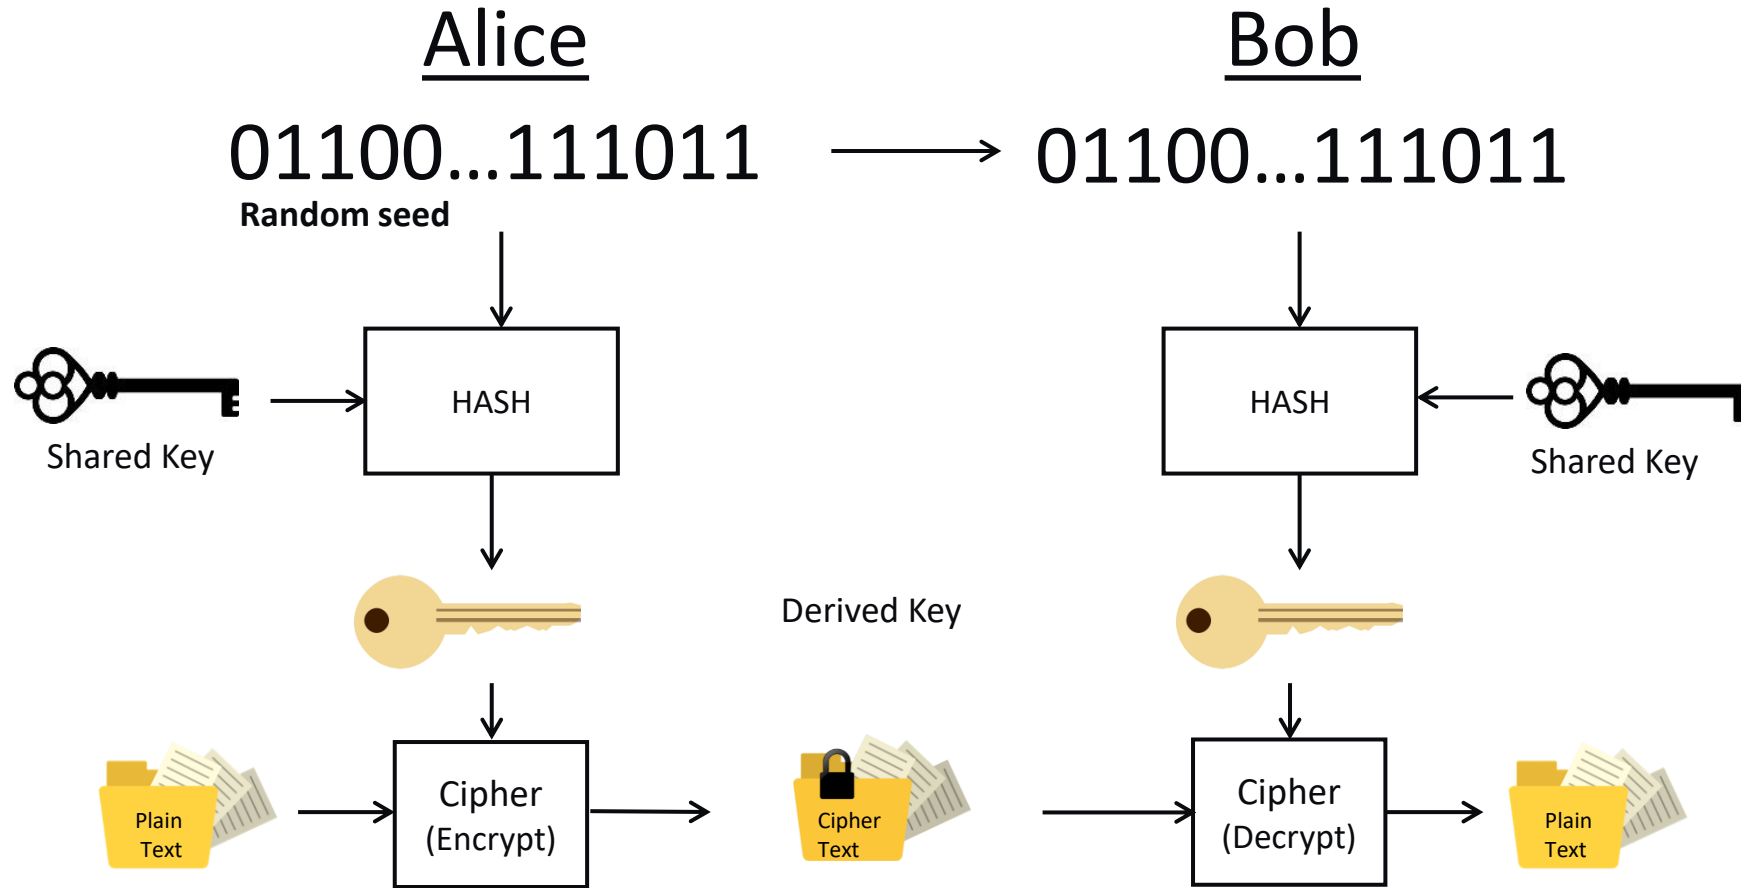 Alice
Bob
01100...111011
01100...111011
Random seed
HASH
HASH
Shared Key
Shared Key
Derived Key
Plain
Text
Cipher
(Encrypt)
Cipher
Text
Cipher
(Decrypt)
Plain
Text